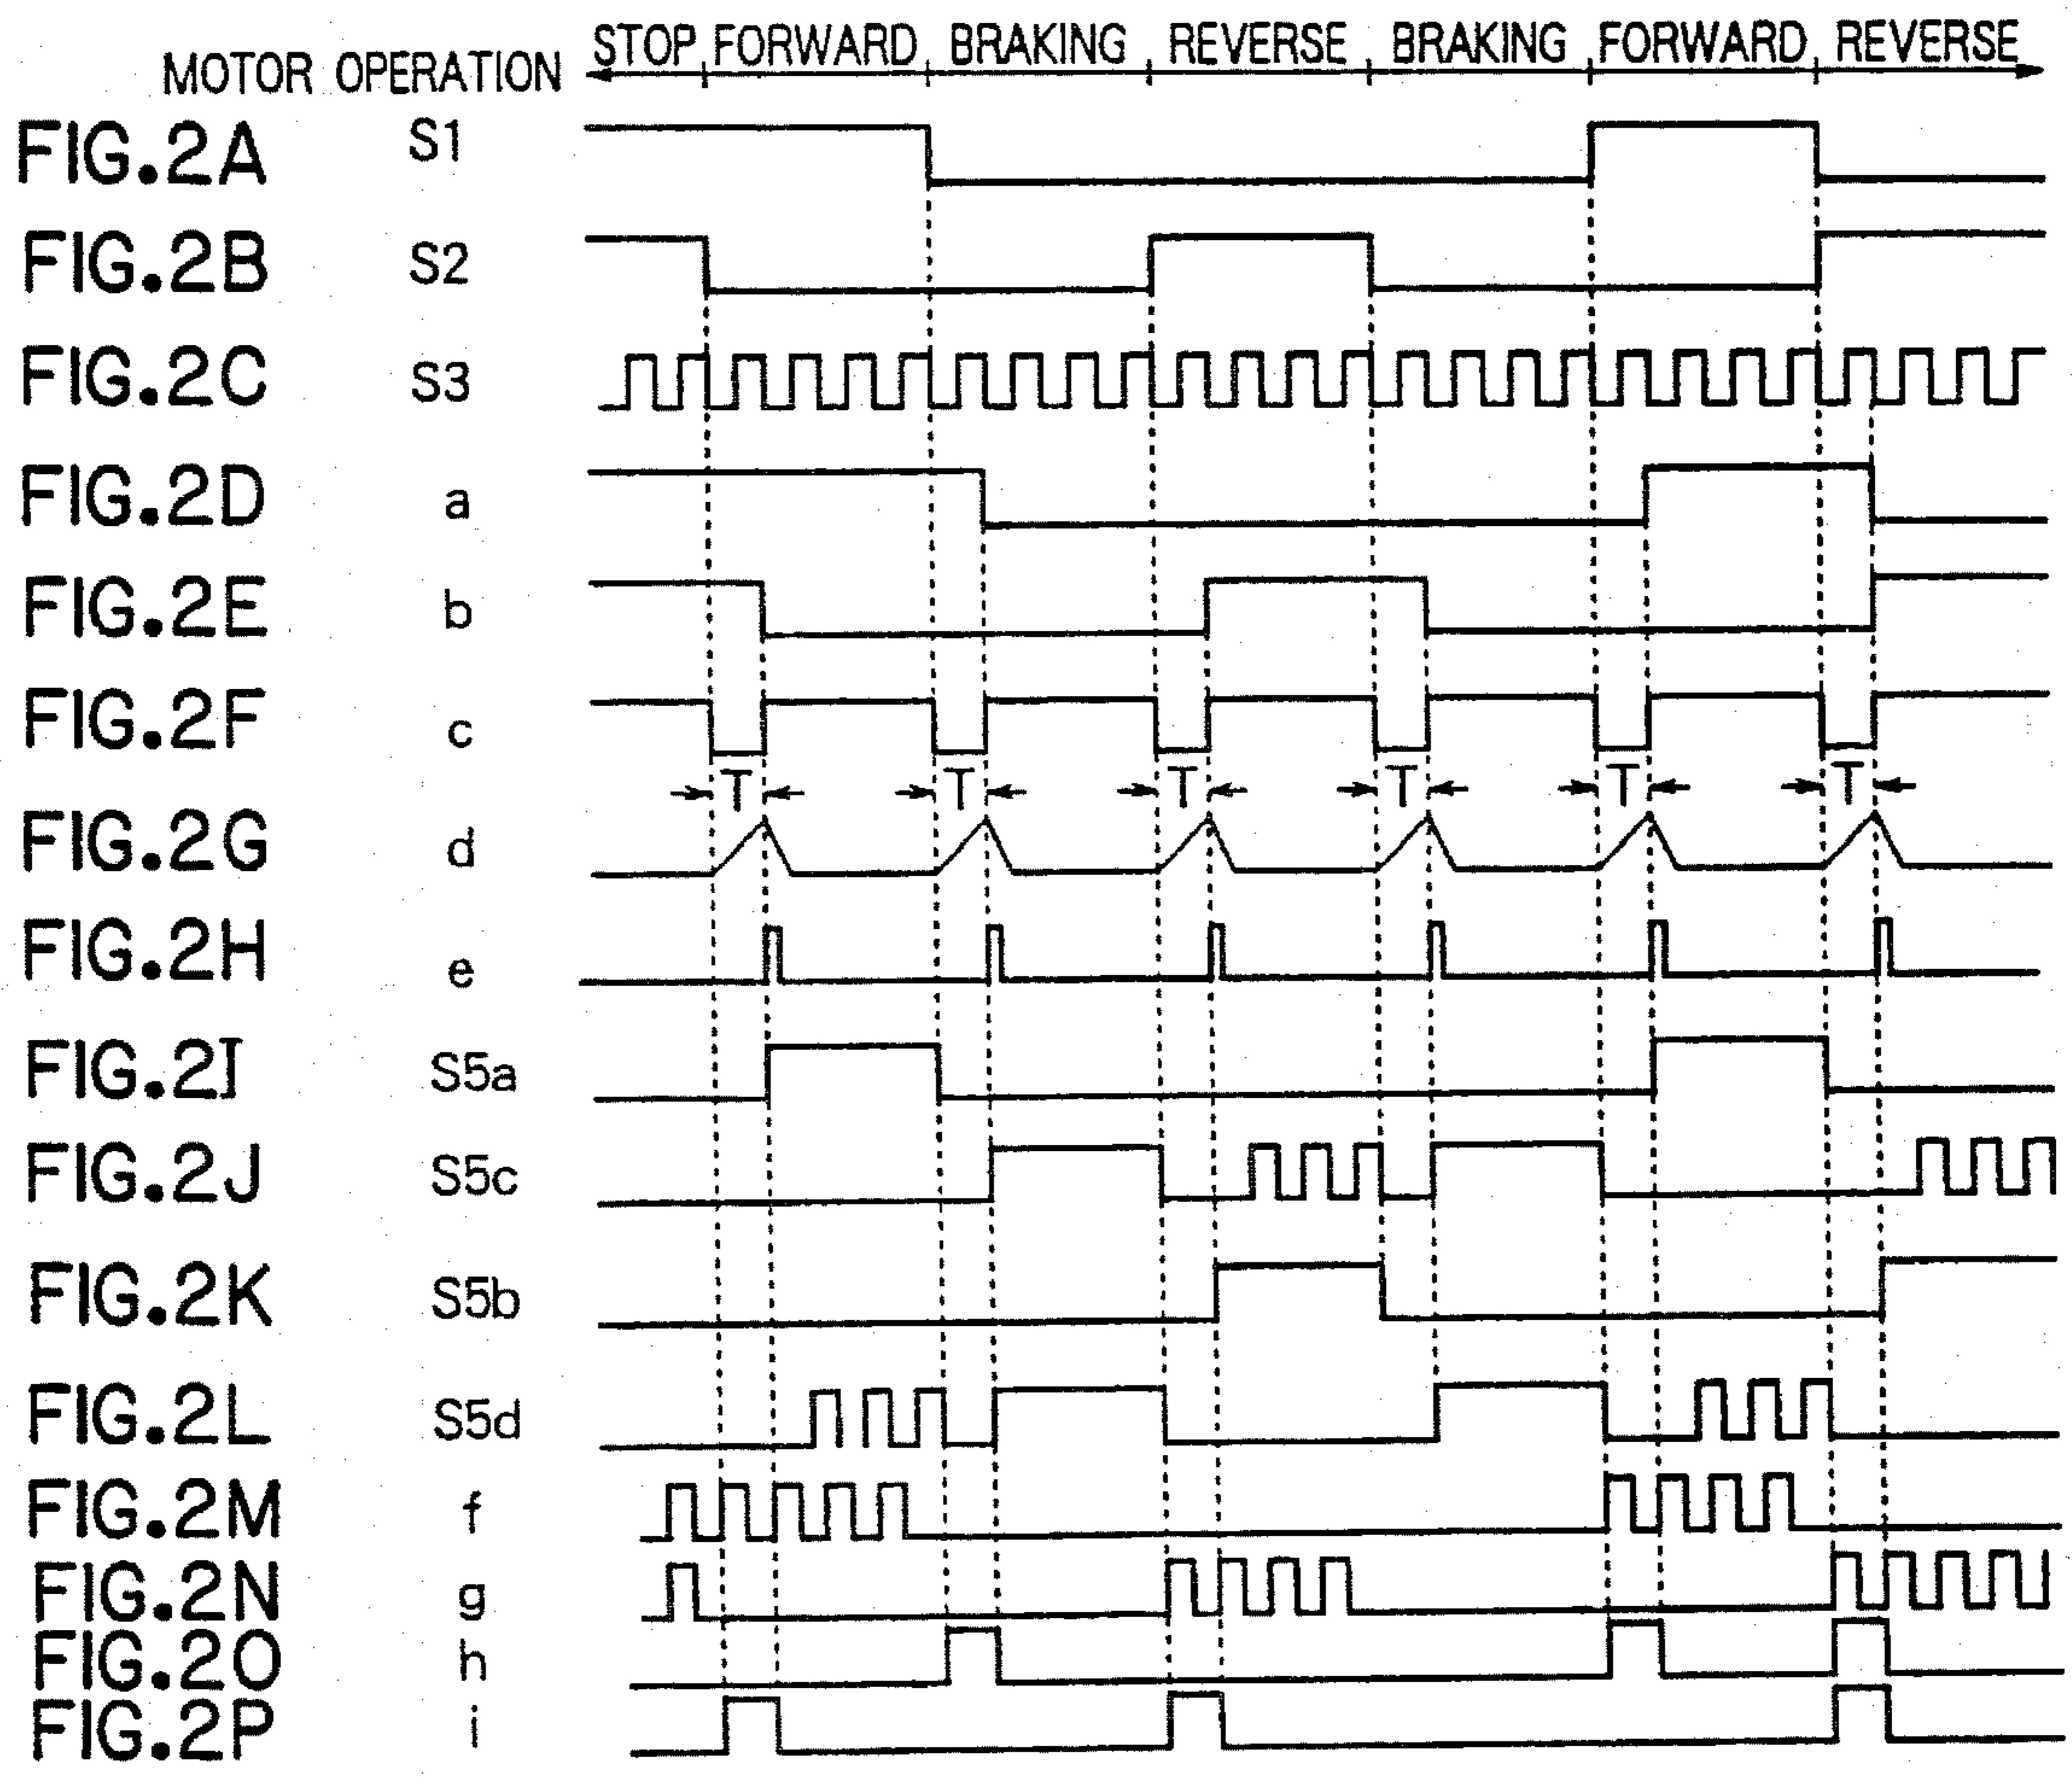 STOP FORWARD BRAKING REVERSE BRAKING FORWARD REVERSE
MOTOR OPERATION
FIG.2A S1
FIG.2B S2
FIG.2C S3
FIG.2D a
FIG.2E b
FIG.2F c
T T T T T T
FIG.2G d
FIG.2H e
FIG.2I S5a
FIG.2J S5c
FIG.2K S5b
FIG.2L S5d
FIG.2M f
FIG.2N g
FIG.2O h
FIG.2P i